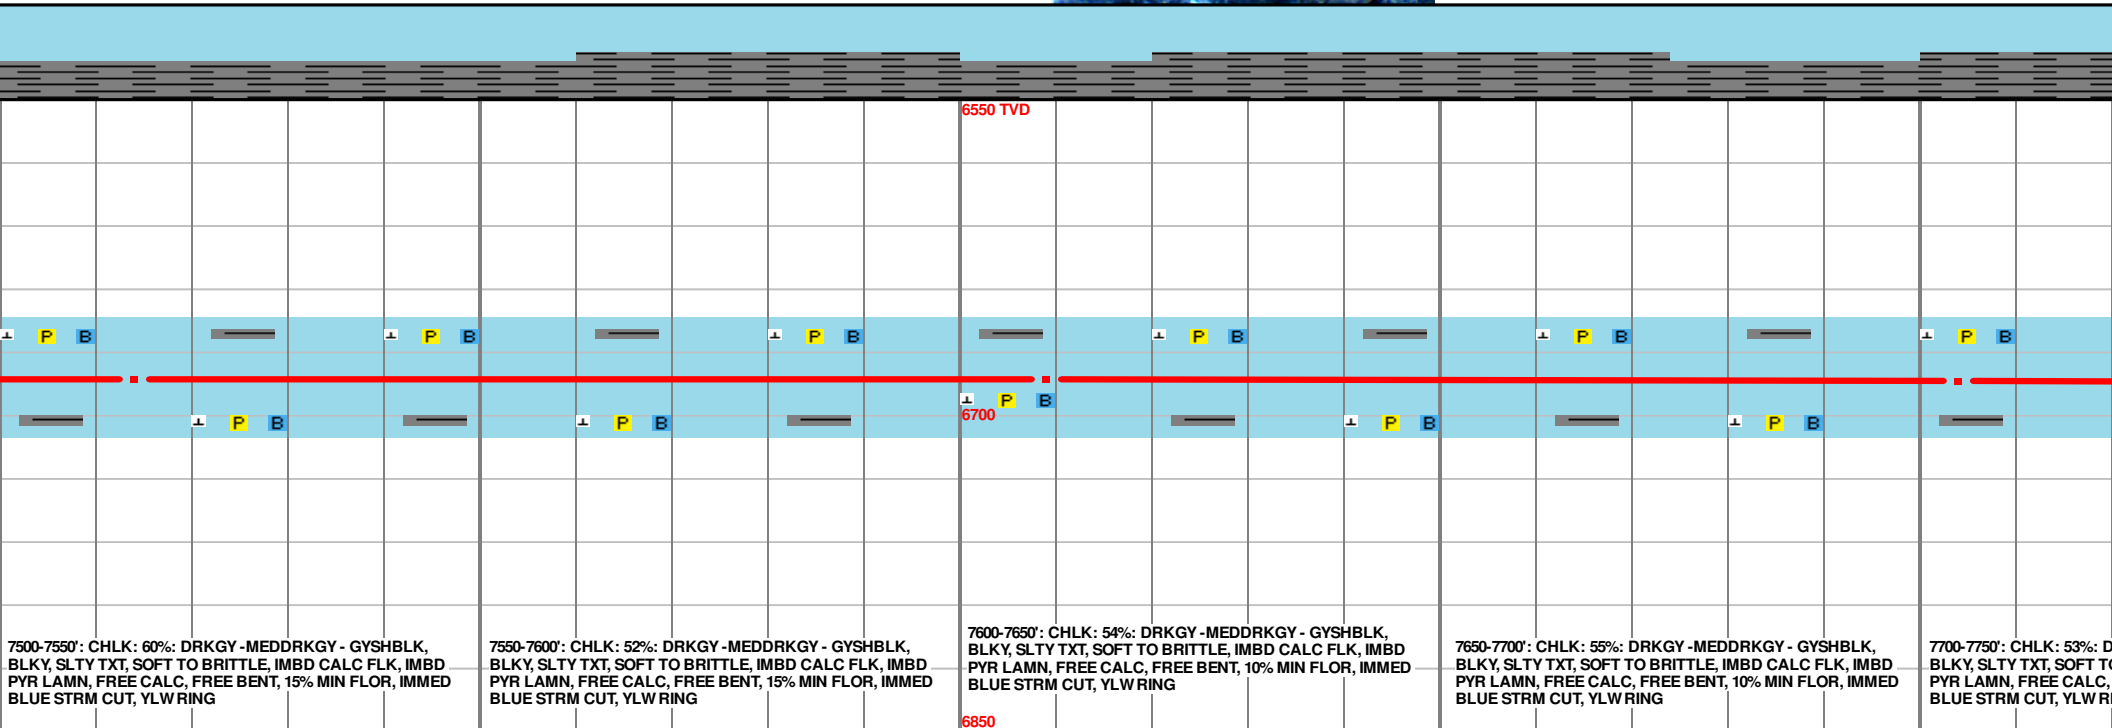 6550 TVD
⊥ P B ⊥ P B ⊥ P B ⊥ P B ⊥ P B ⊥ P B
⊥ P B
6700
⊥ P B ⊥ P B ⊥ P B ⊥ P B
7500-7550': CHLK: 60%: DRKGY -MEDDRKGY - GYSHBLK,
BLKY, SLTY TXT, SOFT TO BRITTLE, IMBD CALC FLK, IMBD
PYR LAMN, FREE CALC, FREE BENT, 15% MIN FLOR, IMMED
BLUE STRM CUT, YLW RING
7550-7600': CHLK: 52%: DRKGY -MEDDRKGY - GYSHBLK,
BLKY, SLTY TXT, SOFT TO BRITTLE, IMBD CALC FLK, IMBD
PYR LAMN, FREE CALC, FREE BENT, 15% MIN FLOR, IMMED
BLUE STRM CUT, YLW RING
7600-7650': CHLK: 54%: DRKGY -MEDDRKGY - GYSHBLK,
BLKY, SLTY TXT, SOFT TO BRITTLE, IMBD CALC FLK, IMBD
PYR LAMN, FREE CALC, FREE BENT, 10% MIN FLOR, IMMED
BLUE STRM CUT, YLW RING
7650-7700': CHLK: 55%: DRKGY -MEDDRKGY - GYSHBLK,
BLKY, SLTY TXT, SOFT TO BRITTLE, IMBD CALC FLK, IMBD
PYR LAMN, FREE CALC, FREE BENT, 10% MIN FLOR, IMMED
BLUE STRM CUT, YLW RING
7700-7750': CHLK: 53%:
BLKY, SLTY TXT, SOFT
PYR LAMN, FREE CALC,
BLUE STRM CUT,
6850